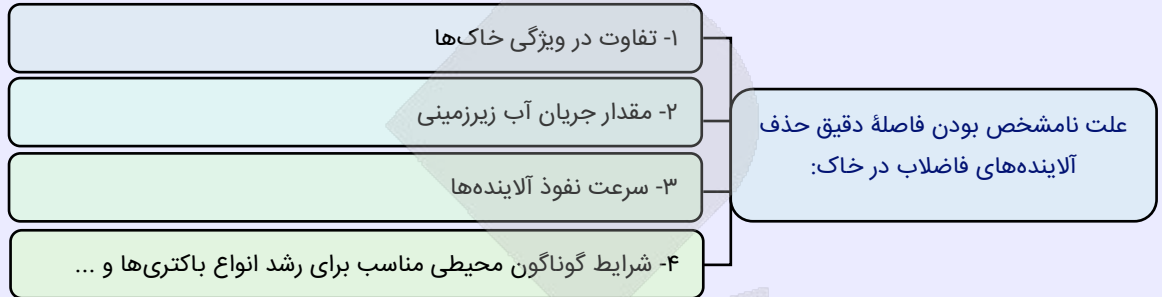 علت نامشخص بودن فاصلهٔ دقیق حذف
آلاینده‌های فاضلاب در خاک:
۱- تفاوت در ویژگی خاک‌ها
۲- مقدار جریان آب زیرزمینی
۳- سرعت نفوذ آلاینده‌ها
۴- شرایط گوناگون محیطی مناسب برای رشد انواع باکتری‌ها و ...